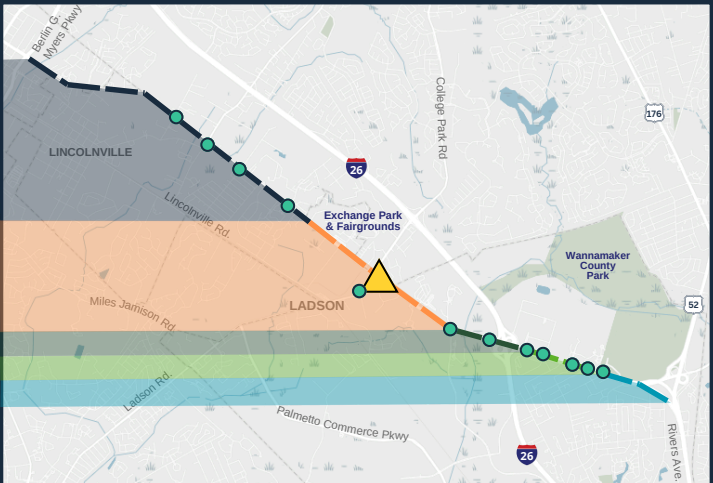 Berlin G.
Myers Pkwy
College Park Rd
176
LINCOLNVILLE
26
Lincolnville Rd.
Exchange Park
& Fairgrounds
Wannamaker
County
Park
Miles Jamison Rd
LADSON
52
Ladson Rd.
Palmetto Commerce Pkwy
Rivers Ave.
26